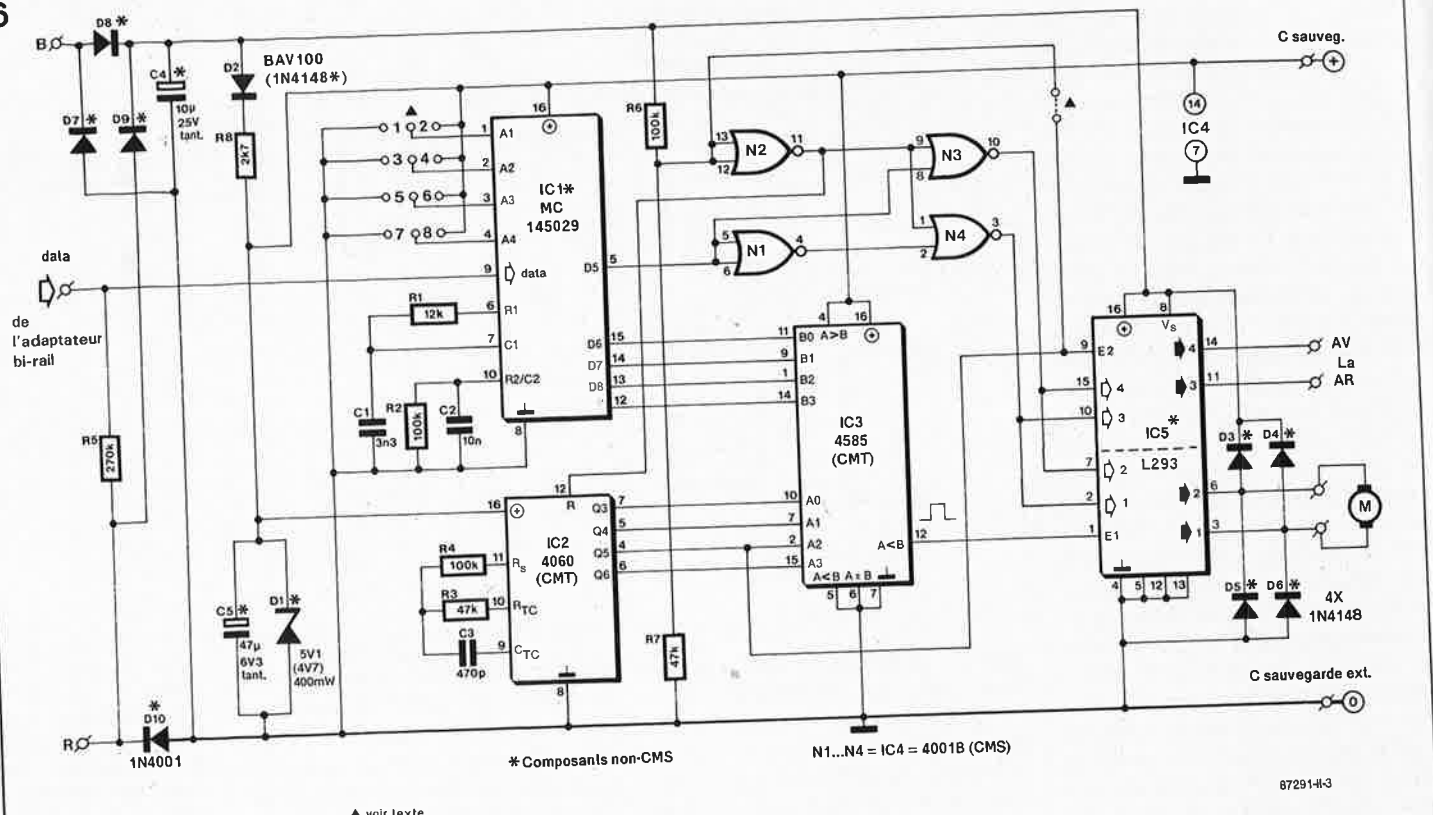 6
B
D8 *
D7 *
D9 *
C4 *
10µ
25V
tant.
D2
BAV100
(1N4148*)
R8
2k7
data
de
l'adaptateur
bi-rail
R5
270k
R
D10
*
1N4001
C5 *
47µ
6V3
tant.
D1 *
5V1
(4V7)
400mW
▲
1 2
3 4
5 6
7 8
16
1 A1
2 A2
3 A3
4 A4
9 data
6 R1
7 C1
10 R2/C2
8
IC1*
MC
145029
D5 5
D6 15
D7 14
D8 13
12
R1
12k
C1
3n3
R2
100k
C2
10n
12
R
16
IC2
4060
(CMT)
11 RS
10 RTC
9 CTC
8
Q3 7
Q4 5
Q5 4
Q6 6
R4
100k
R3
47k
C3
470p
R6
100k
R7
47k
13
12
N2
11
5
6
N1
4
9
8
N3
10
1
2
N4
3
▲
4 16
A>B
11 B0
9 B1
1 B2
14 B3
IC3
4585
(CMT)
10 A0
7 A1
2 A2
15 A3
A<B
12
A<B A=B
5 6 7
C sauveg.
+
14
IC4
7
16 8
VS
9 E2
15 4
10 3
7 2
2 1
1 E1
IC5*
L293
4 14
3 11
2 6
1 3
4 5 12 13
AV
La
AR
D3 *
D4 *
D5 *
D6 *
M
4X
1N4148
C sauvegarde ext.
0
* Composants non-CMS
N1...N4 = IC4 = 4001B (CMS)
87291-II-3
▲ voir texte